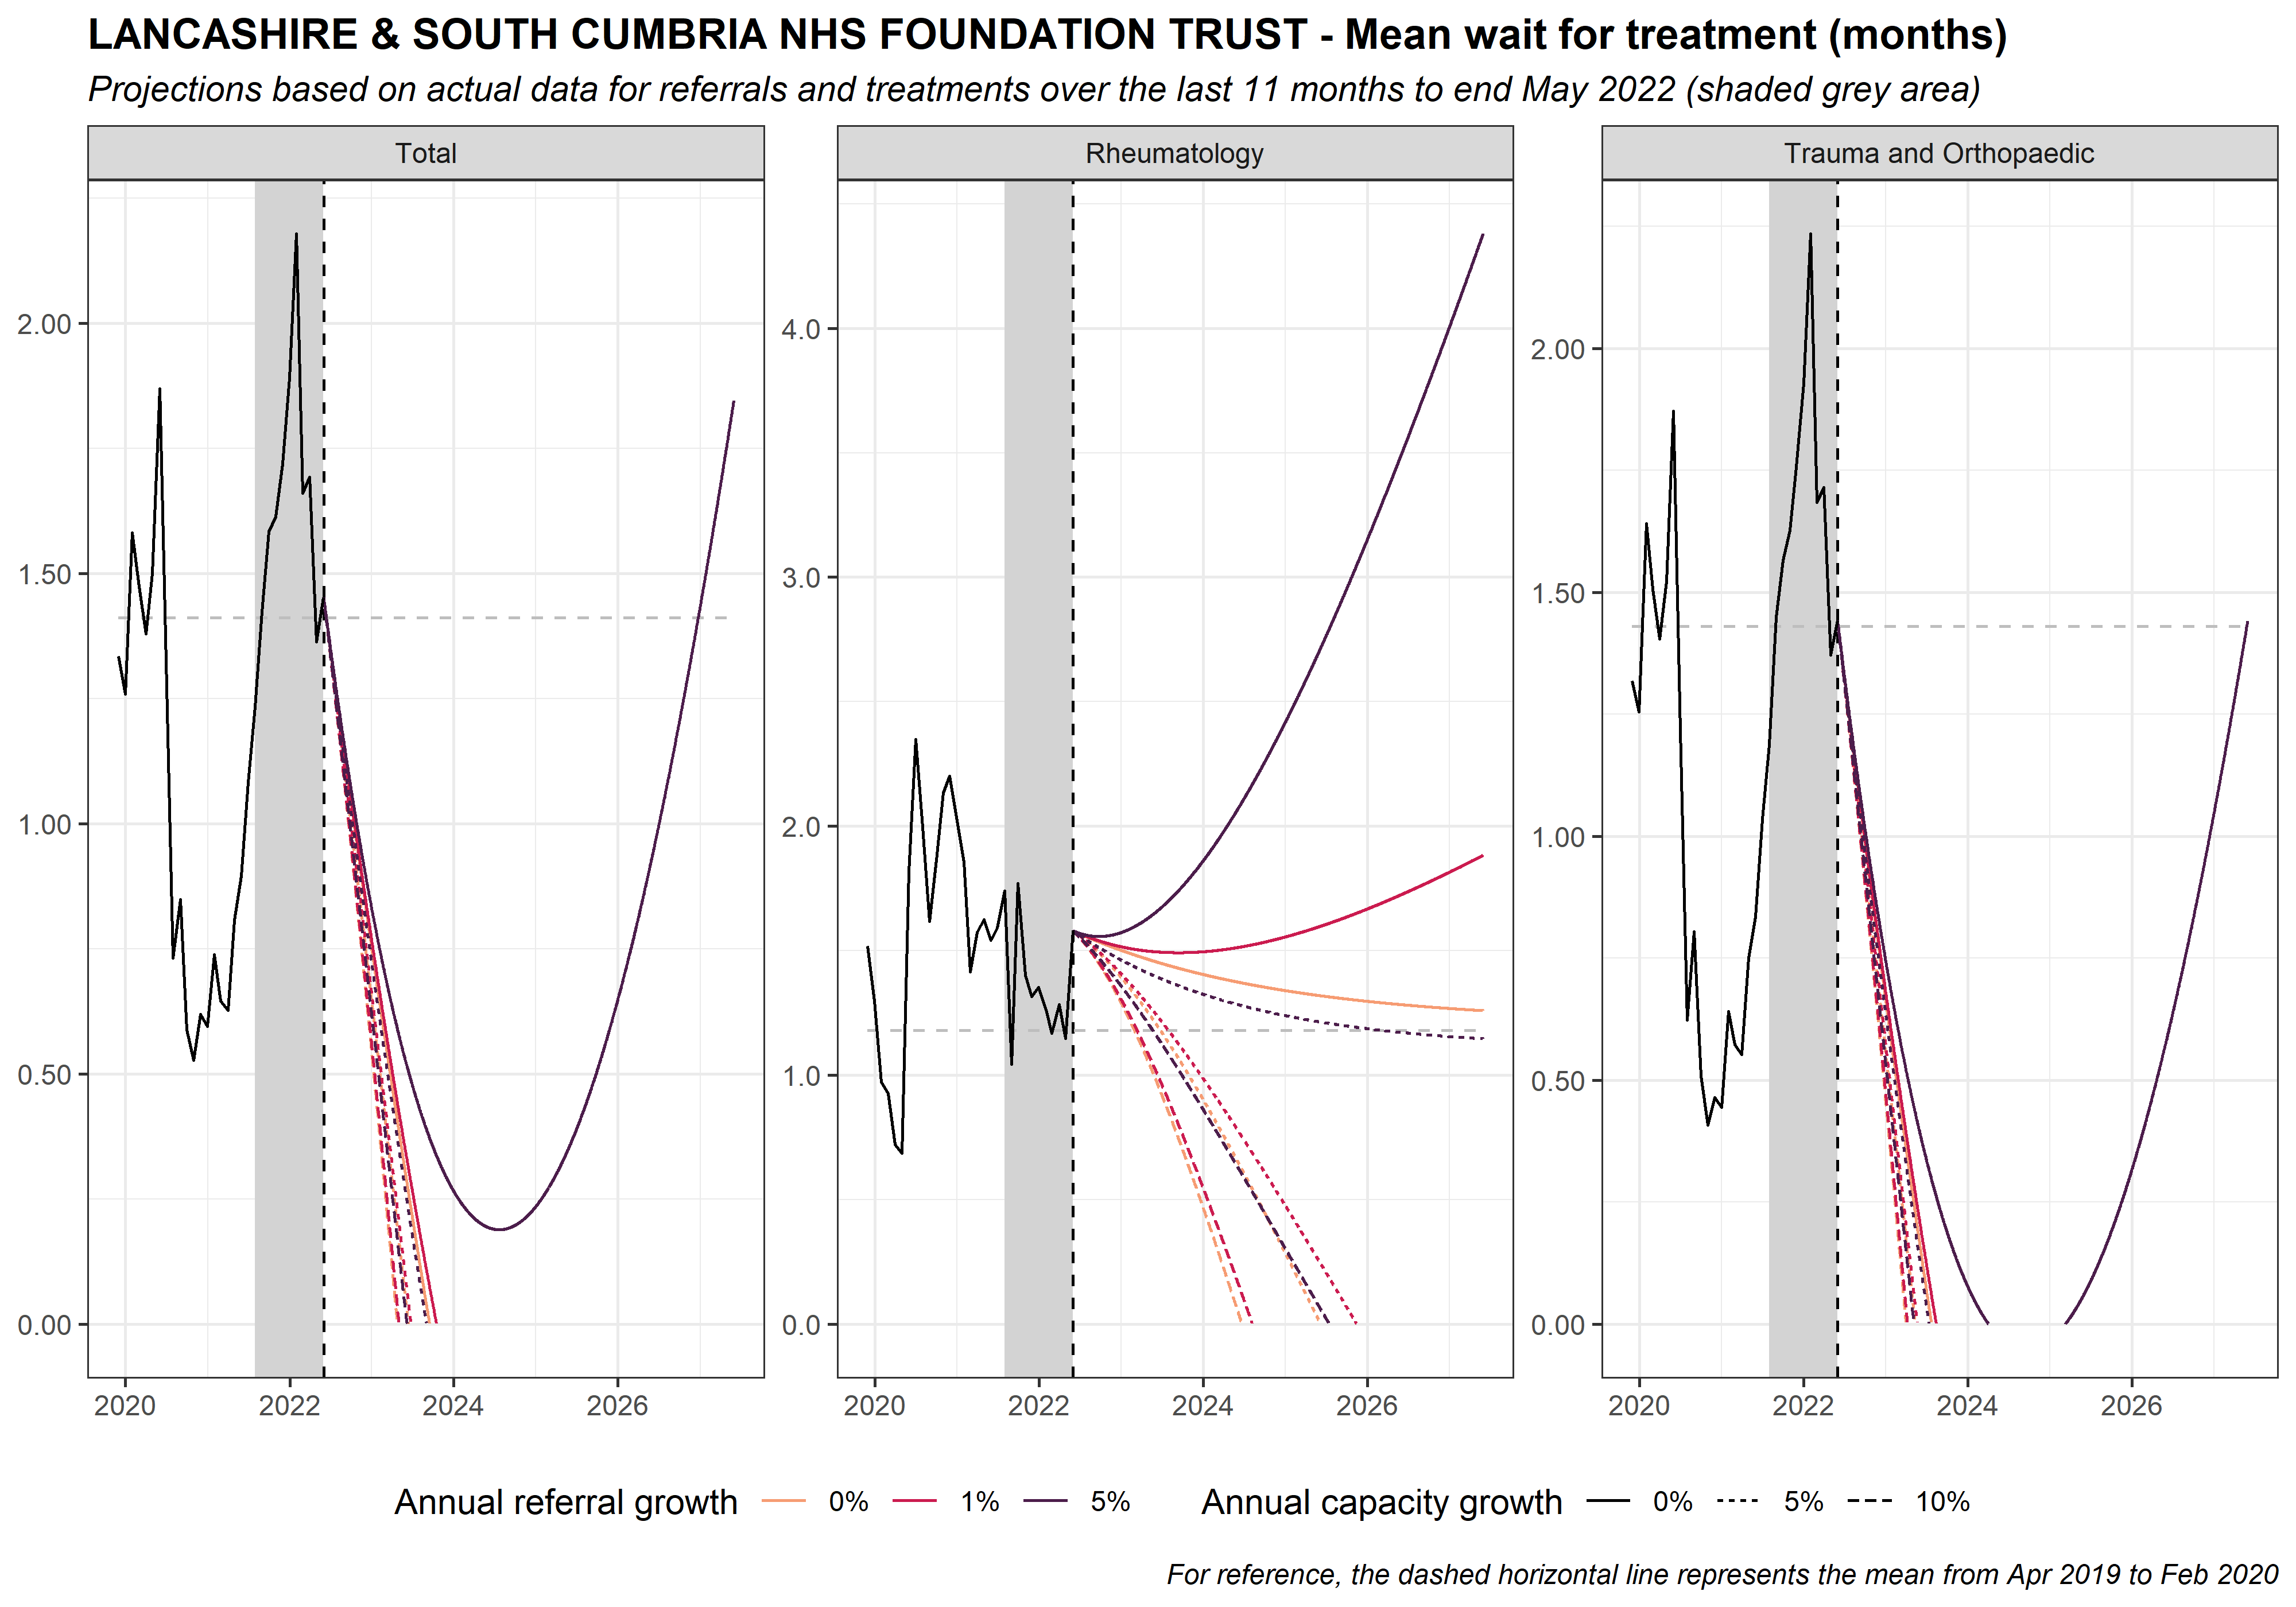 LANCASHIRE & SOUTH CUMBRIA NHS FOUNDATION TRUST - Mean wait for treatment (months)
Projections based on actual data for referrals and treatments over the last 11 months to end May 2022 (shaded grey area)
Total
Rheumatology
Trauma and Orthopaedic
2.00
1.50
1.00
0.50
0.00
4.0
3.0
2.0
1.0
0.0
2.00
1.50
1.00
0.50
0.00
2020 2022 2024 2026
2020 2022 2024 2026
2020 2022 2024 2026
Annual referral growth 0% 1% 5%
Annual capacity growth 0% 5% 10%
For reference, the dashed horizontal line represents the mean from Apr 2019 to Feb 2020